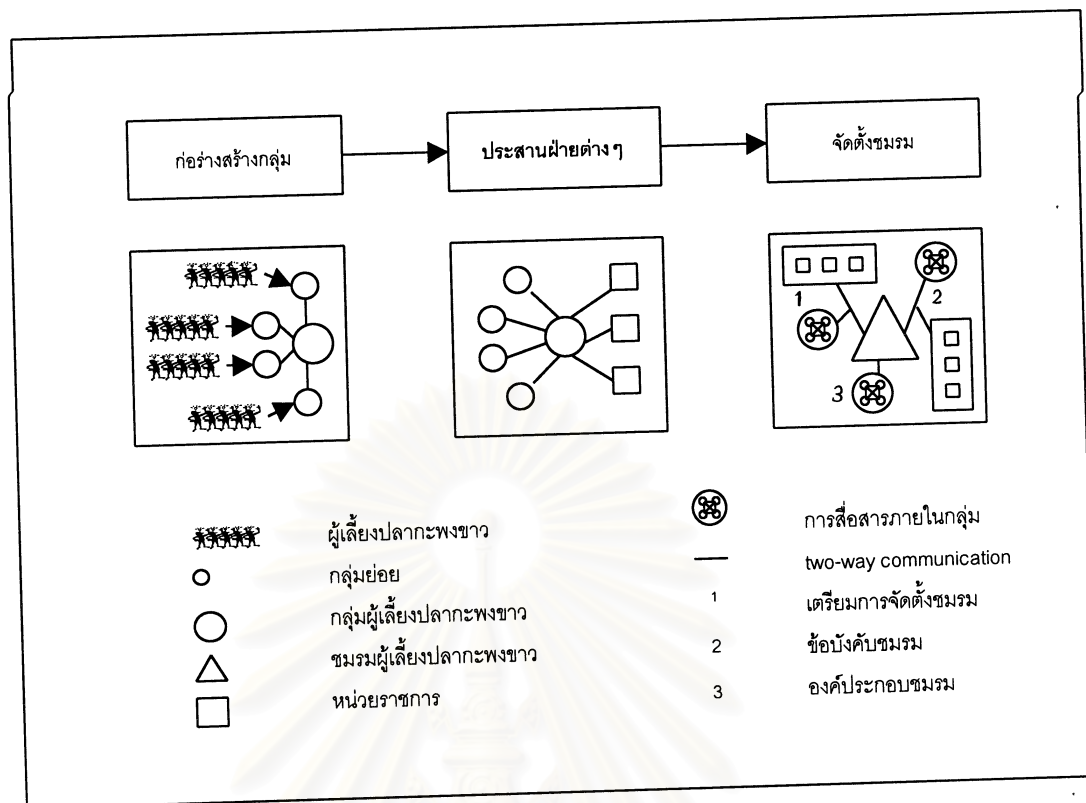 ก่อร่างสร้างกลุ่ม
ประสานฝ่ายต่างๆ
จัดตั้งชมรม
1
2
3
ผู้เลี้ยงปลากะพงขาว
กลุ่มย่อย
กลุ่มผู้เลี้ยงปลากะพงขาว
ชมรมผู้เลี้ยงปลากะพงขาว
หน่วยราชการ
การสื่อสารภายในกลุ่ม
two-way communication
1 เตรียมการจัดตั้งชมรม
2 ข้อบังคับชมรม
3 องค์ประกอบชมรม